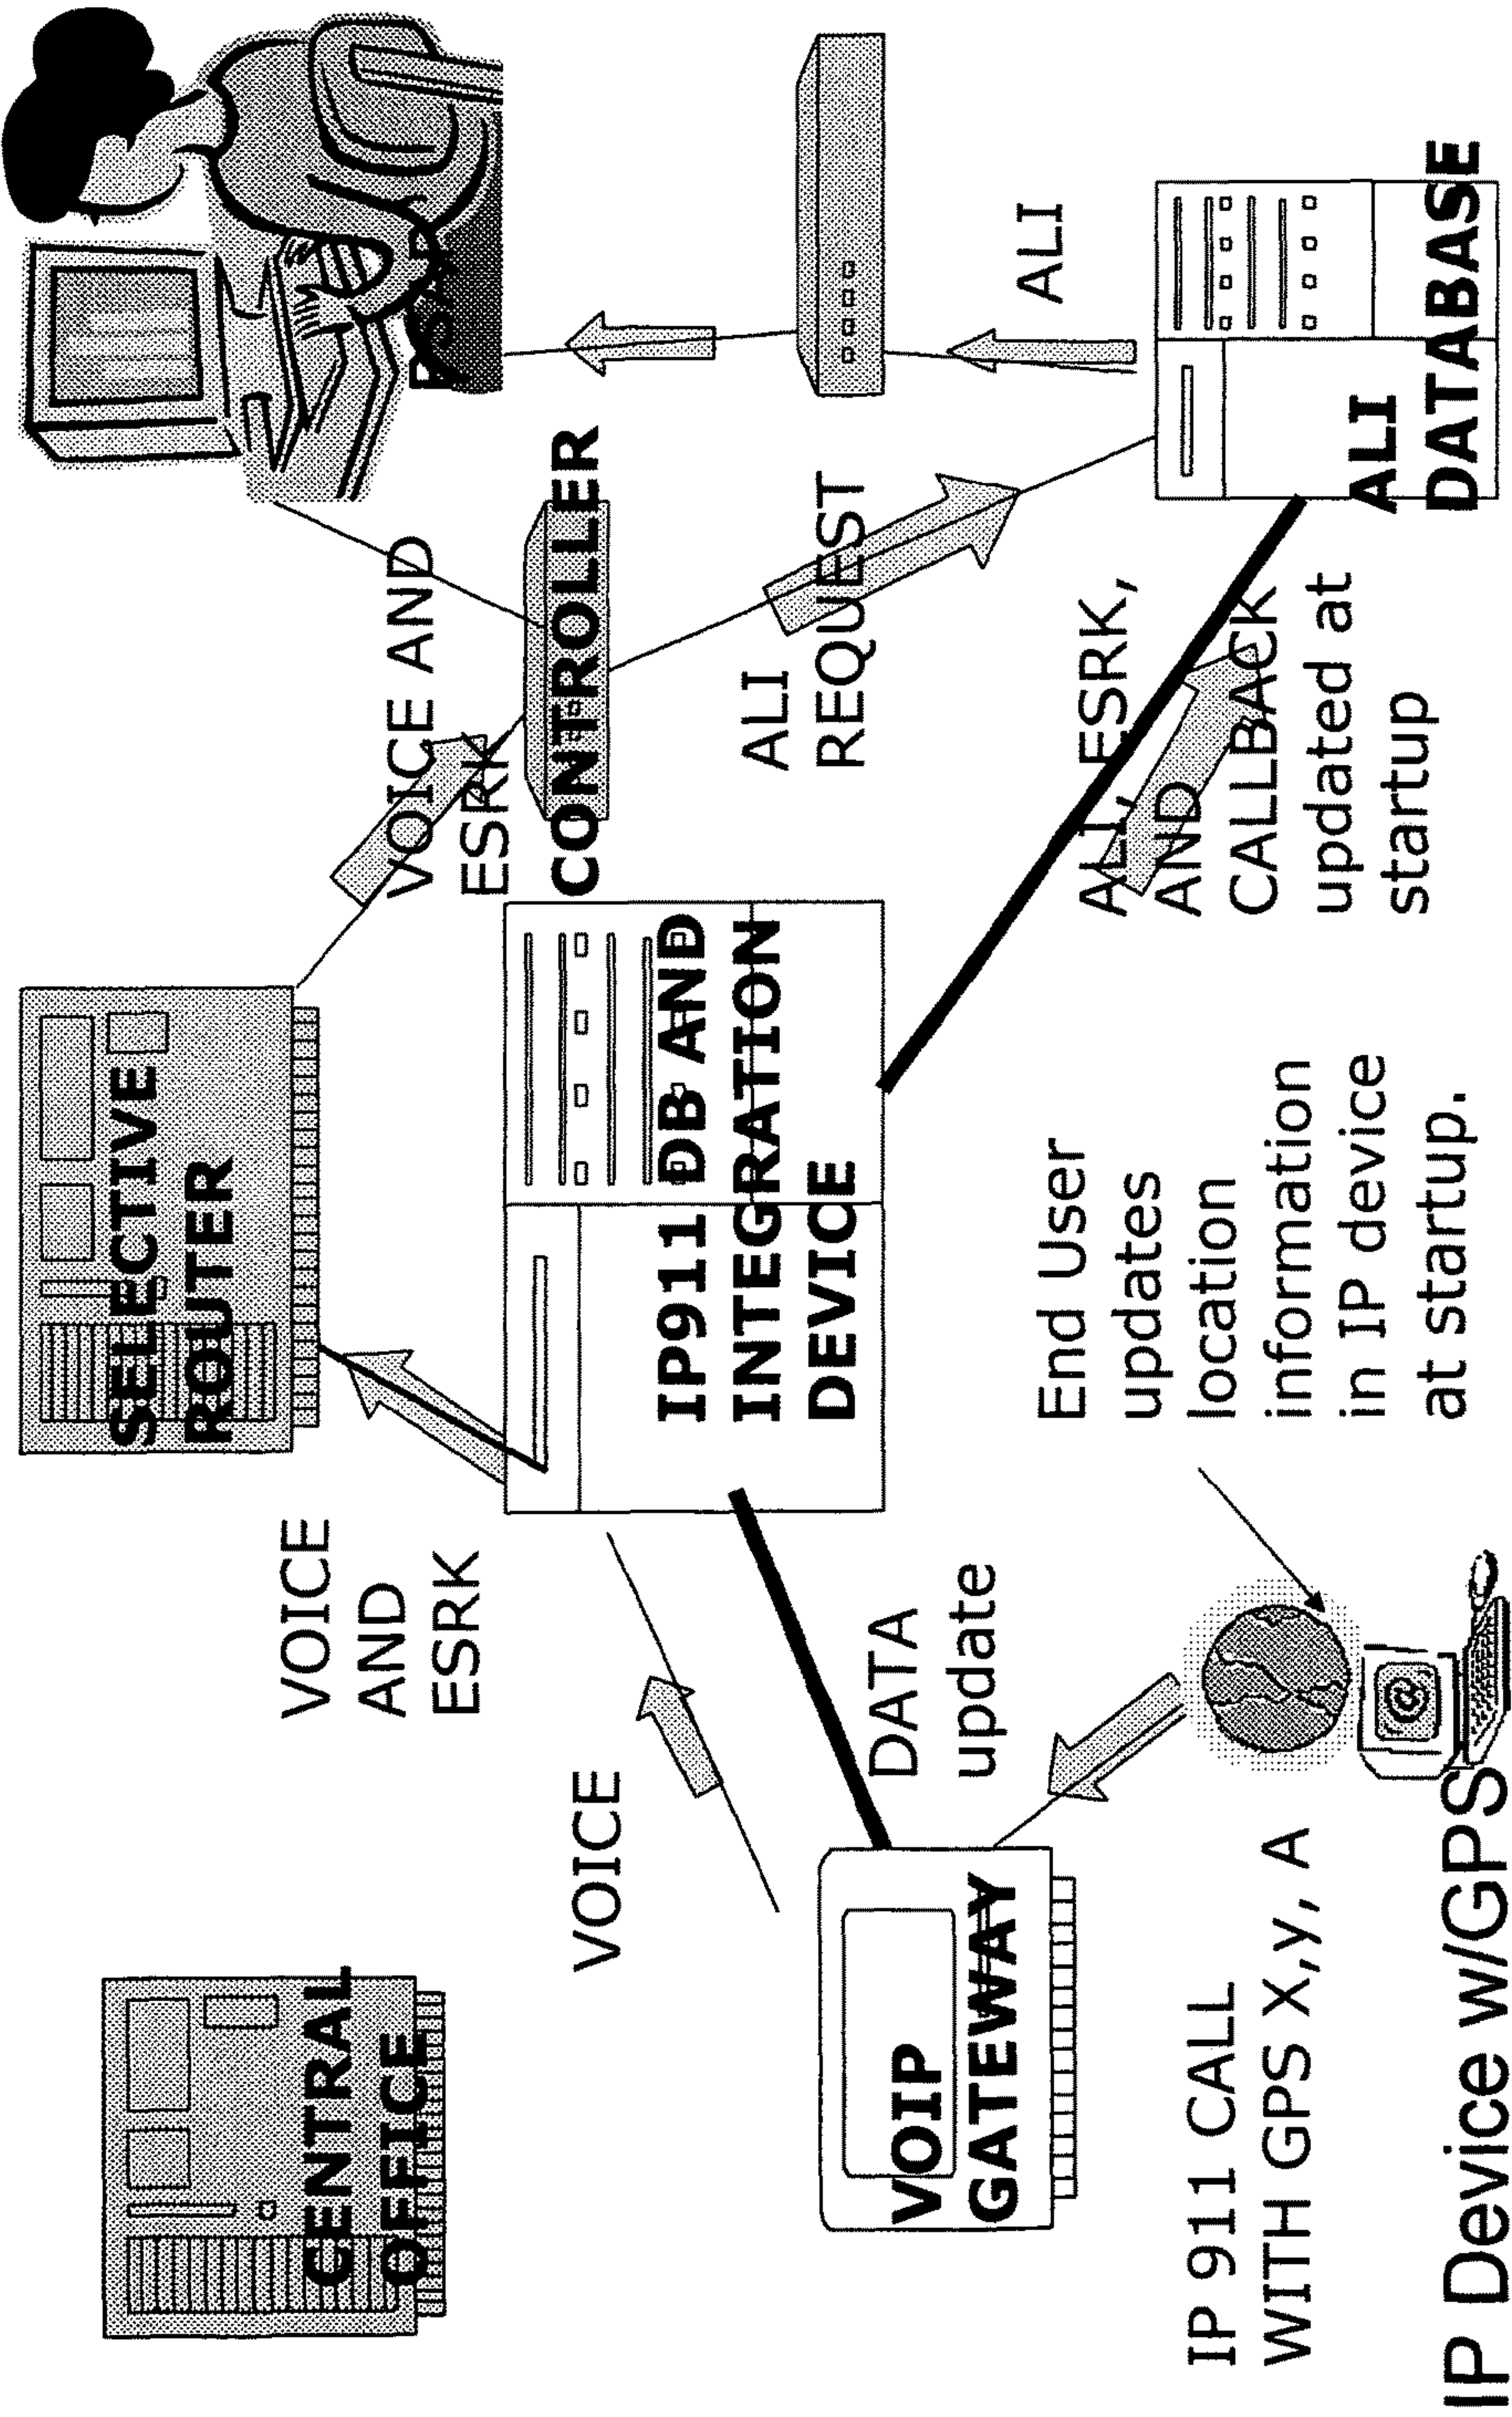 CENTRAL
OFFICE
SELECTIVE
ROUTER
PSAP
VOICE
AND
ESRK
VOICE AND
ESRK
CONTROLLER
VOICE
IP911 DB AND
INTEGRATION
DEVICE
ALI
REQUEST
ALI
VOIP
GATEWAY
DATA
update
End User
updates
location
information
in IP device
at startup.
ALI, ESRK,
AND
CALLBACK
updated at
startup
ALI
DATABASE
IP 911 CALL
WITH GPS X,y, A
IP Device w/GPS
@